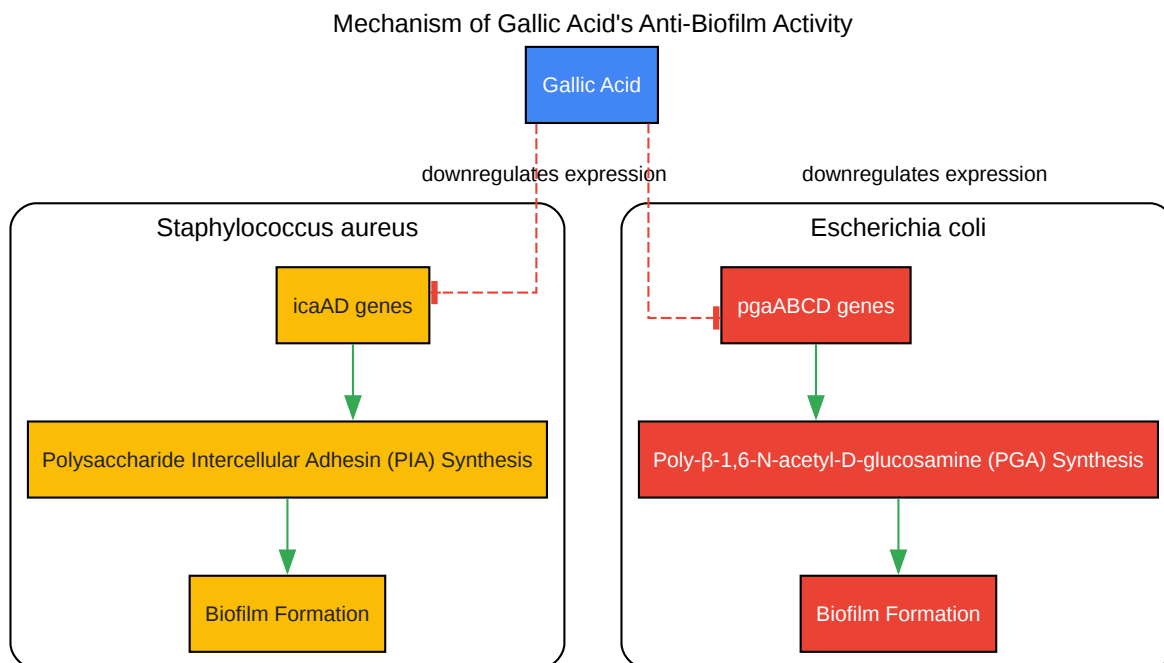 Mechanism of Gallic Acid's Anti-Biofilm Activity
Gallic Acid
downregulates expression
downregulates expression
Staphylococcus aureus
Escherichia coli
icaAD genes
pgaABCD genes
Polysaccharide Intercellular Adhesin (PIA) Synthesis
Poly-β-1,6-N-acetyl-D-glucosamine (PGA) Synthesis
Biofilm Formation
Biofilm Formation